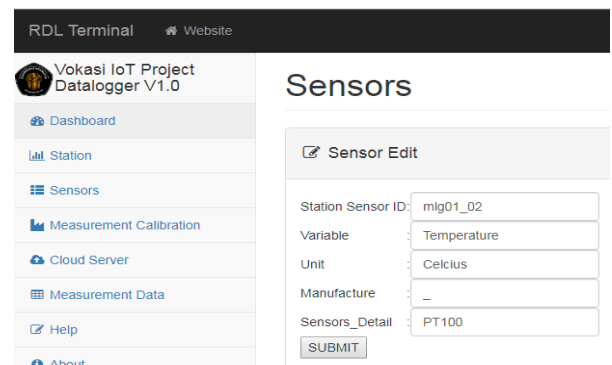 RDL Terminal Website
Vokasi IoT Project
Datalogger V1.0
Dashboard
Station
Sensors
Measurement Calibration
Cloud Server
Measurement Data
Help
About
Sensors
Sensor Edit
Station Sensor ID: mlg01_02
Variable : Temperature
Unit : Celcius
Manufacture : _
Sensors_Detail : PT100
SUBMIT